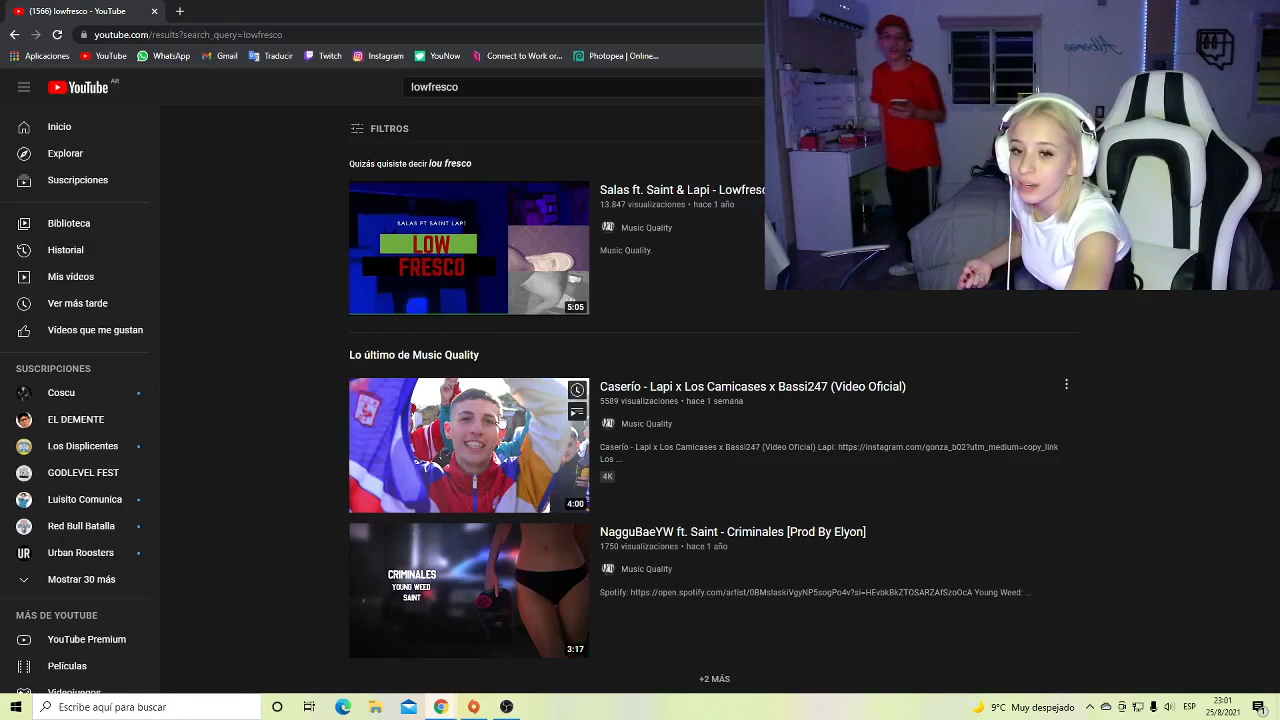 (1566) lowfresco - YouTube
youtube.com/results?search_query=lowfresco
Aplicaciones
YouTube
WhatsApp
Gmail
Traducir
Twitch
Instagram
YouNow
Connect to Work or...
Photopea | Online...
YouTube AR
lowfresco
Inicio
Explorar
Suscripciones
Biblioteca
Historial
Mis vídeos
Ver más tarde
Vídeos que me gustan
SUSCRIPCIONES
Coscu
EL DEMENTE
Los Displicentes
GODLEVEL FEST
Luisito Comunica
Red Bull Batalla
UR Urban Roosters
Mostrar 30 más
MÁS DE YOUTUBE
YouTube Premium
Películas
Videojuegos
FILTROS
Quizás quisiste decir lou fresco
SALAS FT SAINT LAPI
LOW
FRESCO
5:05
Salas ft. Saint & Lapi - Lowfresc
13.847 visualizaciones • hace 1 año
Music Quality
Music Quality.
Lo último de Music Quality
4:00
Caserío - Lapi x Los Camicases x Bassi247 (Video Oficial)
5589 visualizaciones • hace 1 semana
Music Quality
Caserío - Lapi x Los Camicases x Bassi247 (Video Oficial) Lapi: https://instagram.com/gonza_b02?utm_medium=copy_link
Los ...
4K
CRIMINALES
YOUNG WEED
SAINT
3:17
NagguBaeYW ft. Saint - Criminales [Prod By Elyon]
1750 visualizaciones • hace 1 año
Music Quality
Young Weed: ...
+2 MÁS
Escribe aquí para buscar
9°C Muy despejado
ESP
23:01
25/8/2021
1